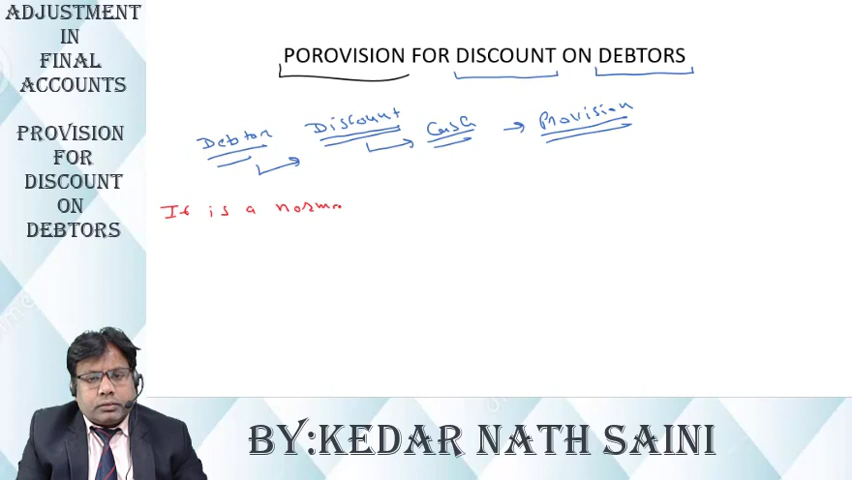 ADJUSTMENT
IN
FINAL
ACCOUNTS
PROVISION
FOR
DISCOUNT
ON
DEBTORS
POROVISION FOR DISCOUNT ON DEBTORS
Debtor Discount Cash → Provision
It is a norma
BY:KEDAR NATH SAINI